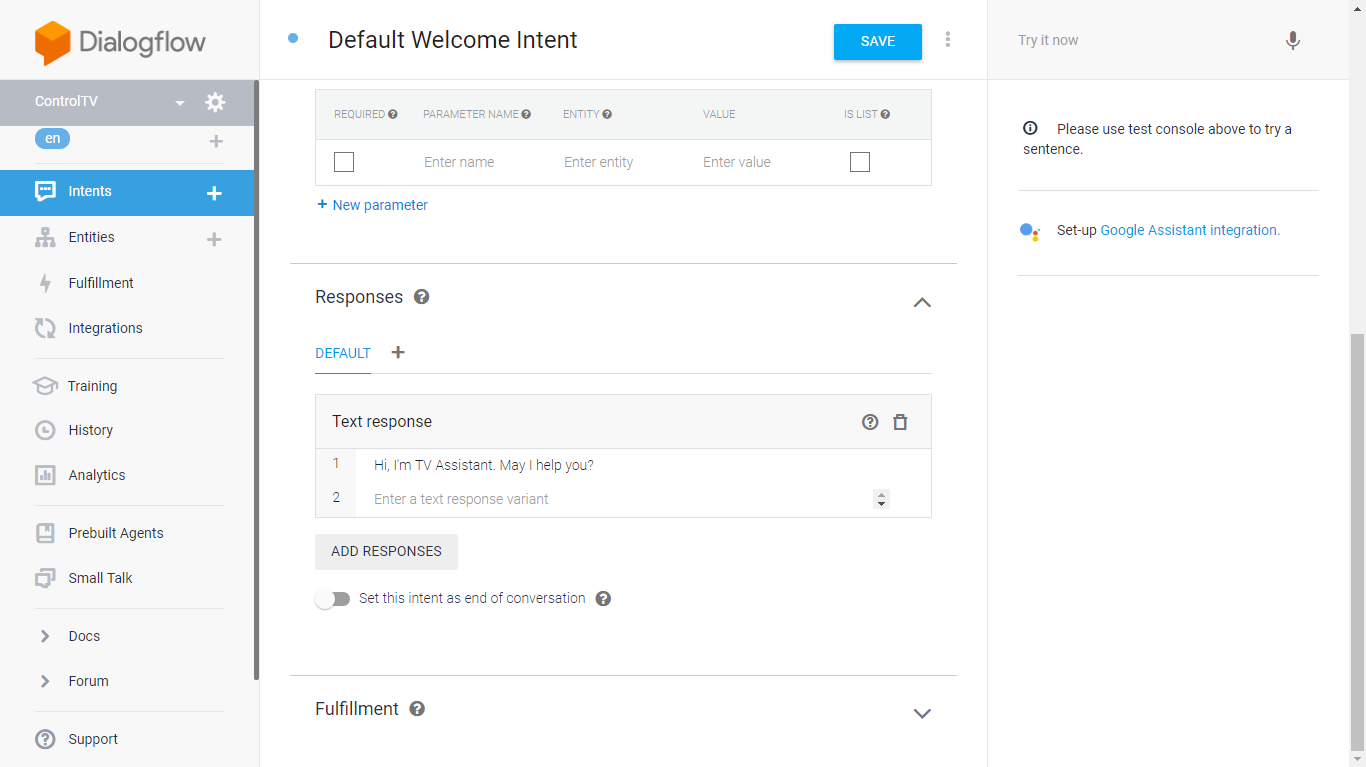 Dialogflow
ControlTV
en
Intents
Entities
Fulfillment
Integrations
Training
History
Analytics
Prebuilt Agents
Small Talk
Docs
Forum
Support
Default Welcome Intent
SAVE
REQUIRED PARAMETER NAME ENTITY VALUE IS LIST
Enter name Enter entity Enter value
+ New parameter
Responses
DEFAULT
Text response
1 Hi, I'm TV Assistant. May I help you?
2 Enter a text response variant
ADD RESPONSES
Set this intent as end of conversation
Fulfillment
Try it now
Please use test console above to try a
sentence.
Set-up Google Assistant integration.